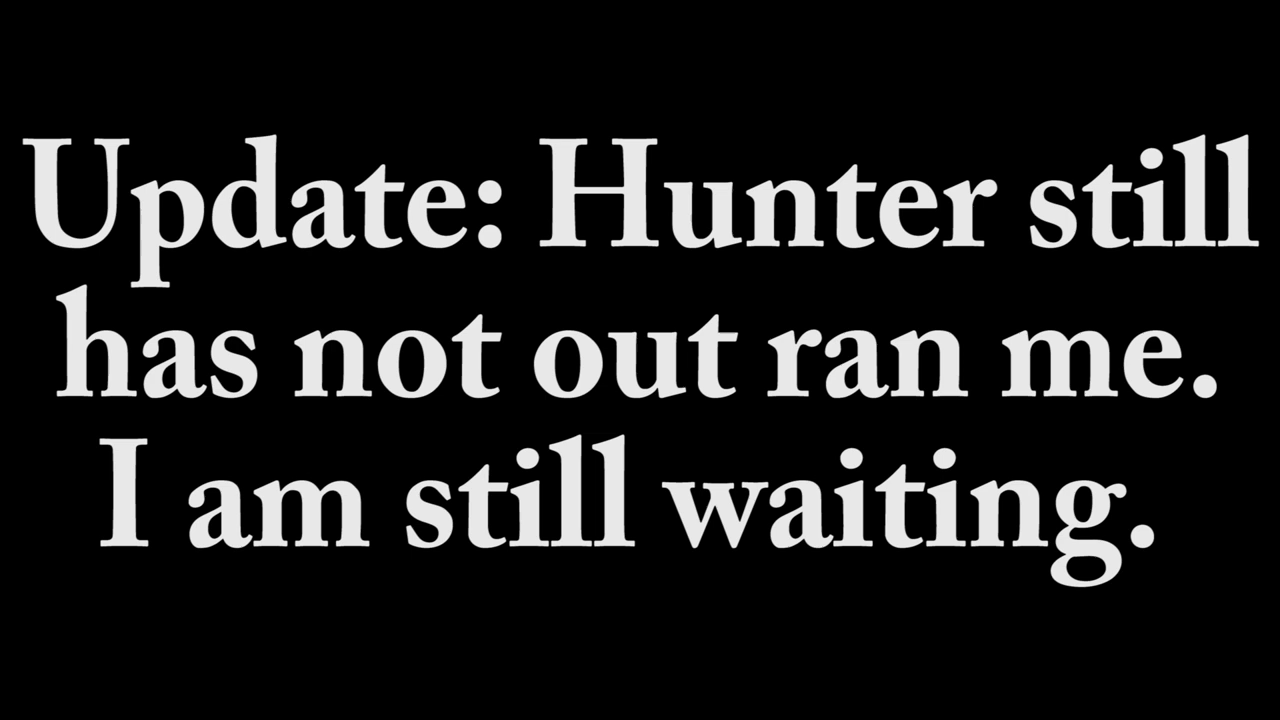 Update: Hunter still
has not out ran me.
I am still waiting.